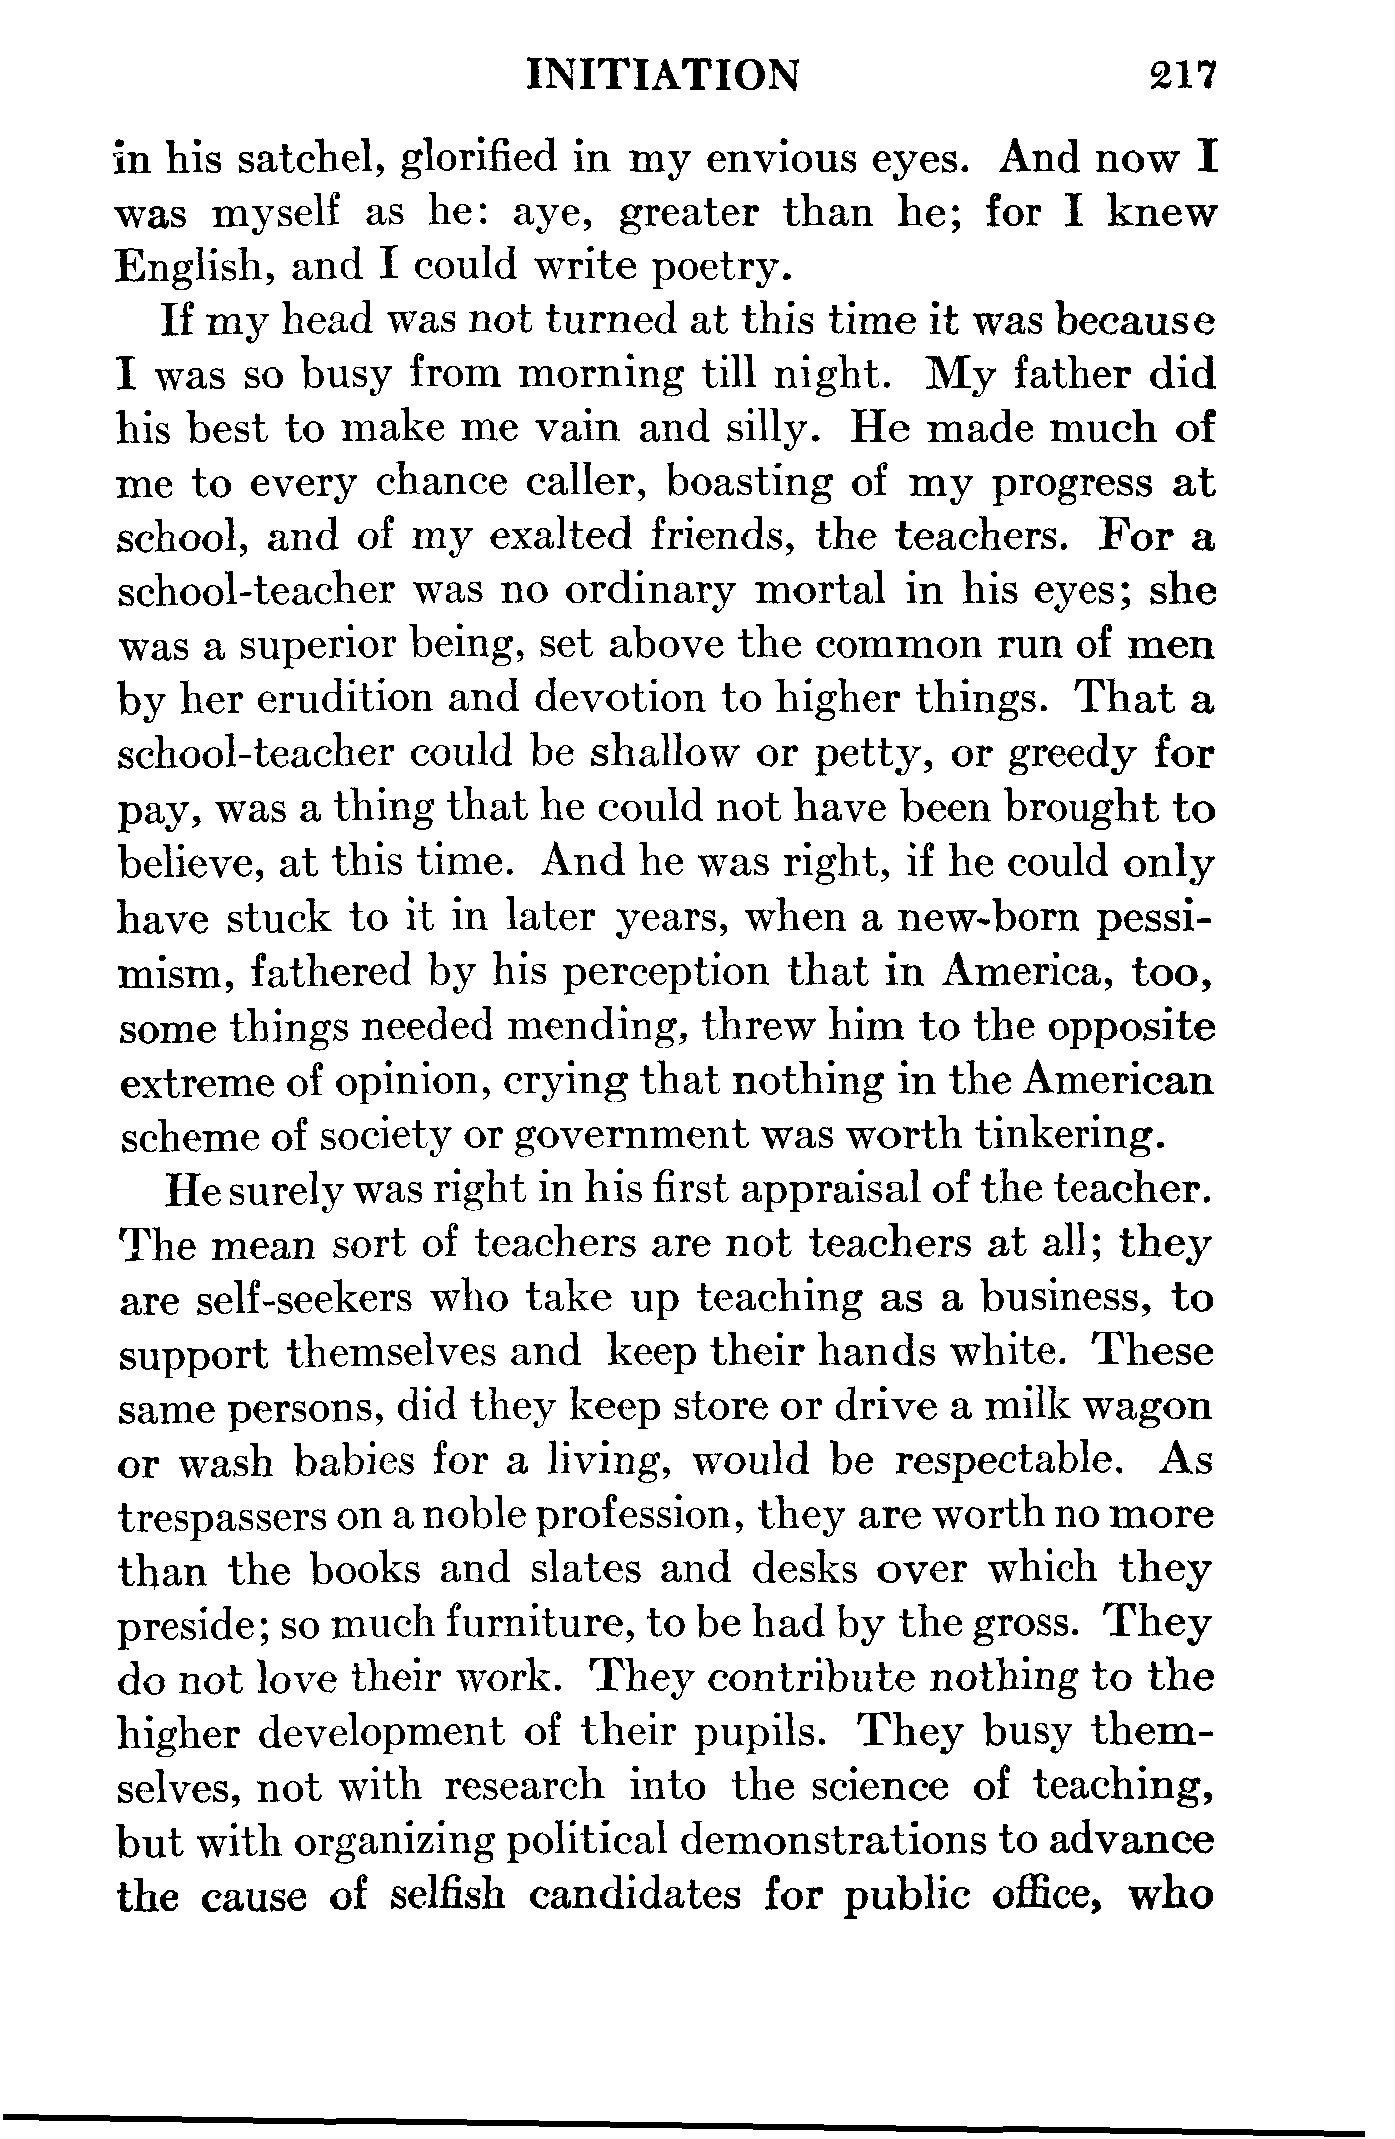 INITIATION 217
in his satchel, glorified in my envious eyes. And now I
was myself as he: aye, greater than he; for I knew
English, and I could write poetry.
If my head was not turned at this time it was because
I was so busy from morning till night. My father did
his best to make me vain and silly. He made much of
me to every chance caller, boasting of my progress at
school, and of my exalted friends, the teachers. For a
school-teacher was no ordinary mortal in his eyes; she
was a superior being, set above the common run of men
by her erudition and devotion to higher things. That a
school-teacher could be shallow or petty, or greedy for
pay, was a thing that he could not have been brought to
believe, at this time. And he was right, if he could only
have stuck to it in later years, when a new-born pessi-
mism, fathered by his perception that in America, too,
some things needed mending, threw him to the opposite
extreme of opinion, crying that nothing in the American
scheme of society or government was worth tinkering.
He surely was right in his first appraisal of the teacher.
The mean sort of teachers are not teachers at all; they
are self-seekers who take up teaching as a business, to
support themselves and keep their hands white. These
same persons, did they keep store or drive a milk wagon
or wash babies for a living, would be respectable. As
trespassers on a noble profession, they are worth no more
than the books and slates and desks over which they
preside; so much furniture, to be had by the gross. They
do not love their work. They contribute nothing to the
higher development of their pupils. They busy them-
selves, not with research into the science of teaching,
but with organizing political demonstrations to advance
the cause of selfish candidates for public office, who